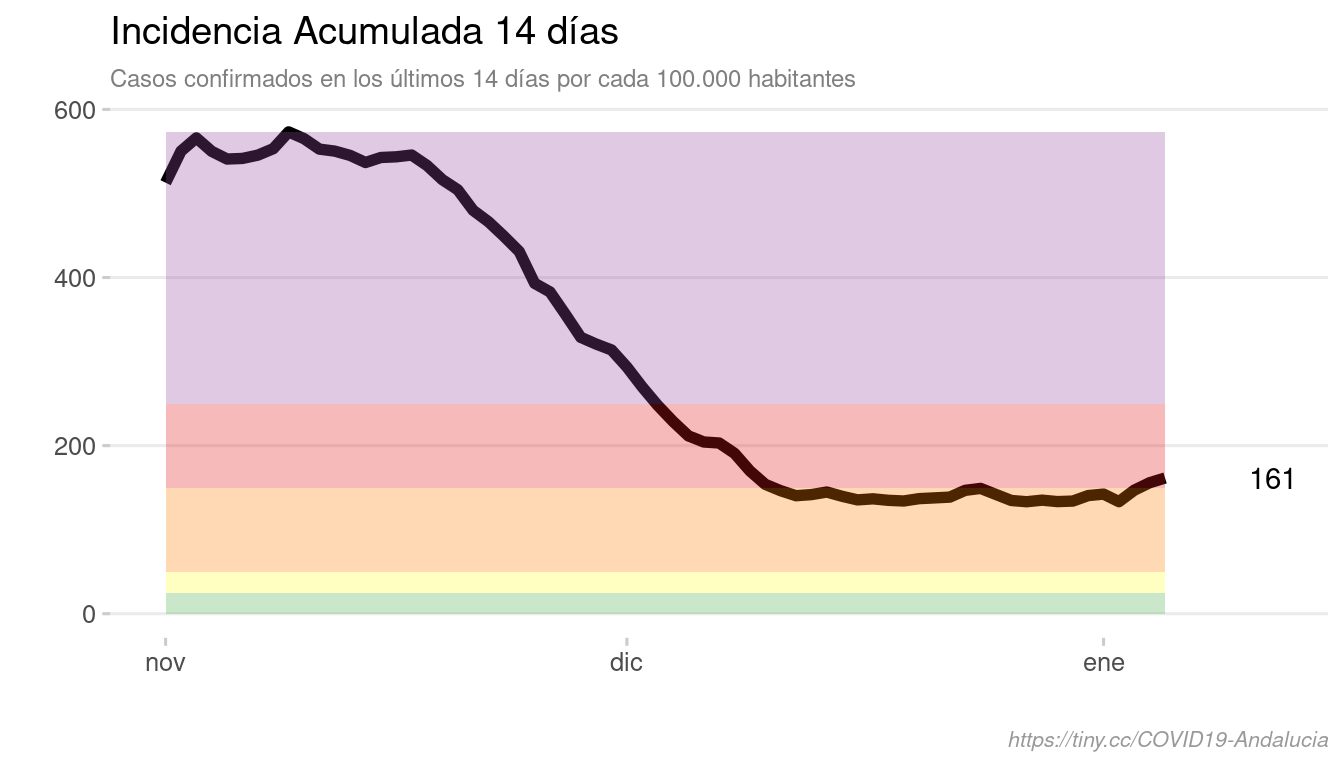 Incidencia Acumulada 14 días
Casos confirmados en los últimos 14 días por cada 100.000 habitantes
600
400
200
161
0
nov dic ene
https://tiny.cc/COVID19-Andalucia